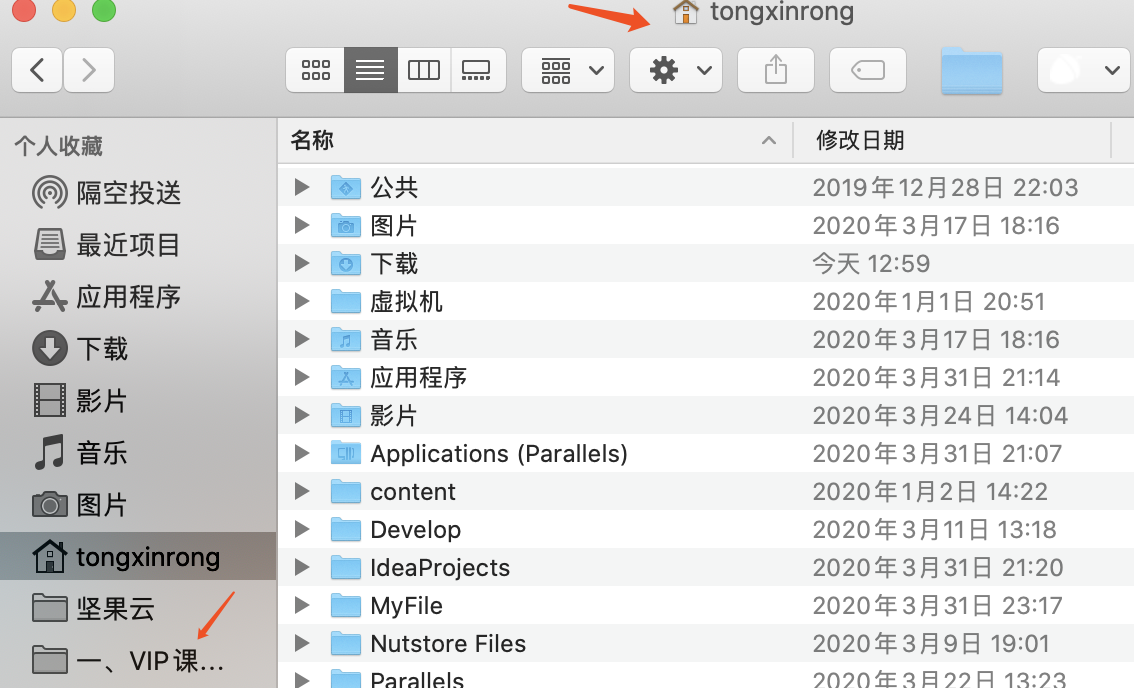 tongxinrong
个人收藏
隔空投送
最近项目
应用程序
下载
影片
音乐
图片
tongxinrong
坚果云
一、VIP课...
名称 修改日期
公共 2019年12月28日 22:03
图片 2020年3月17日 18:16
下载 今天 12:59
虚拟机 2020年1月1日 20:51
音乐 2020年3月17日 18:16
应用程序 2020年3月31日 21:14
影片 2020年3月24日 14:04
Applications (Parallels) 2020年3月31日 21:07
content 2020年1月2日 14:22
Develop 2020年3月11日 13:18
IdeaProjects 2020年3月31日 21:20
MyFile 2020年3月31日 23:17
Nutstore Files 2020年3月9日 19:01
Parallels 2020年3月22日 13:23